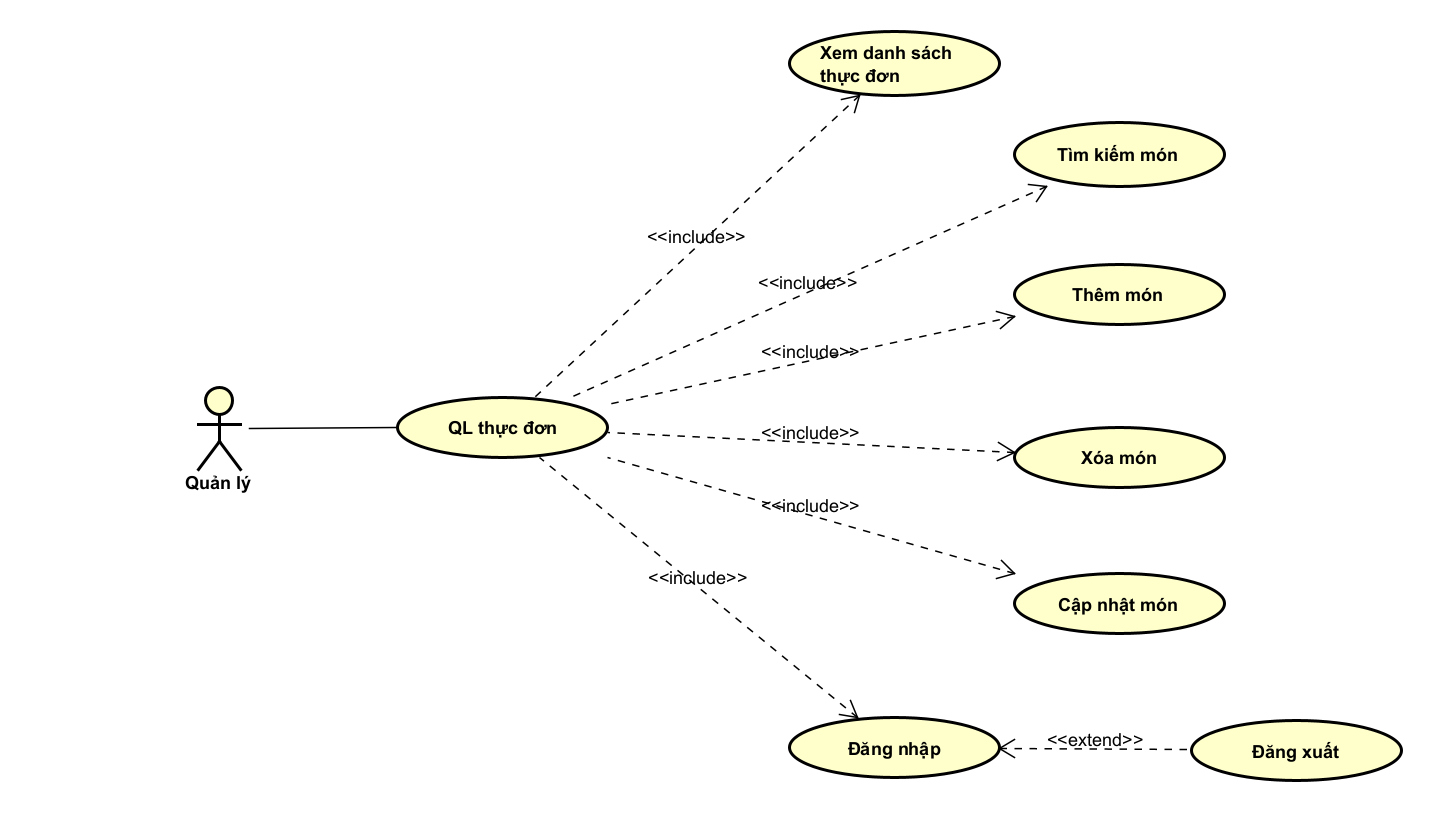 Xem danh sách
thực đơn
Tìm kiếm món
<<include>>
<<include>>
Thêm món
<<include>>
QL thực đơn
<<include>>
Xóa món
Quản lý
<<include>>
<<include>>
Cập nhật món
Đăng nhập
<<extend>>
Đăng xuất